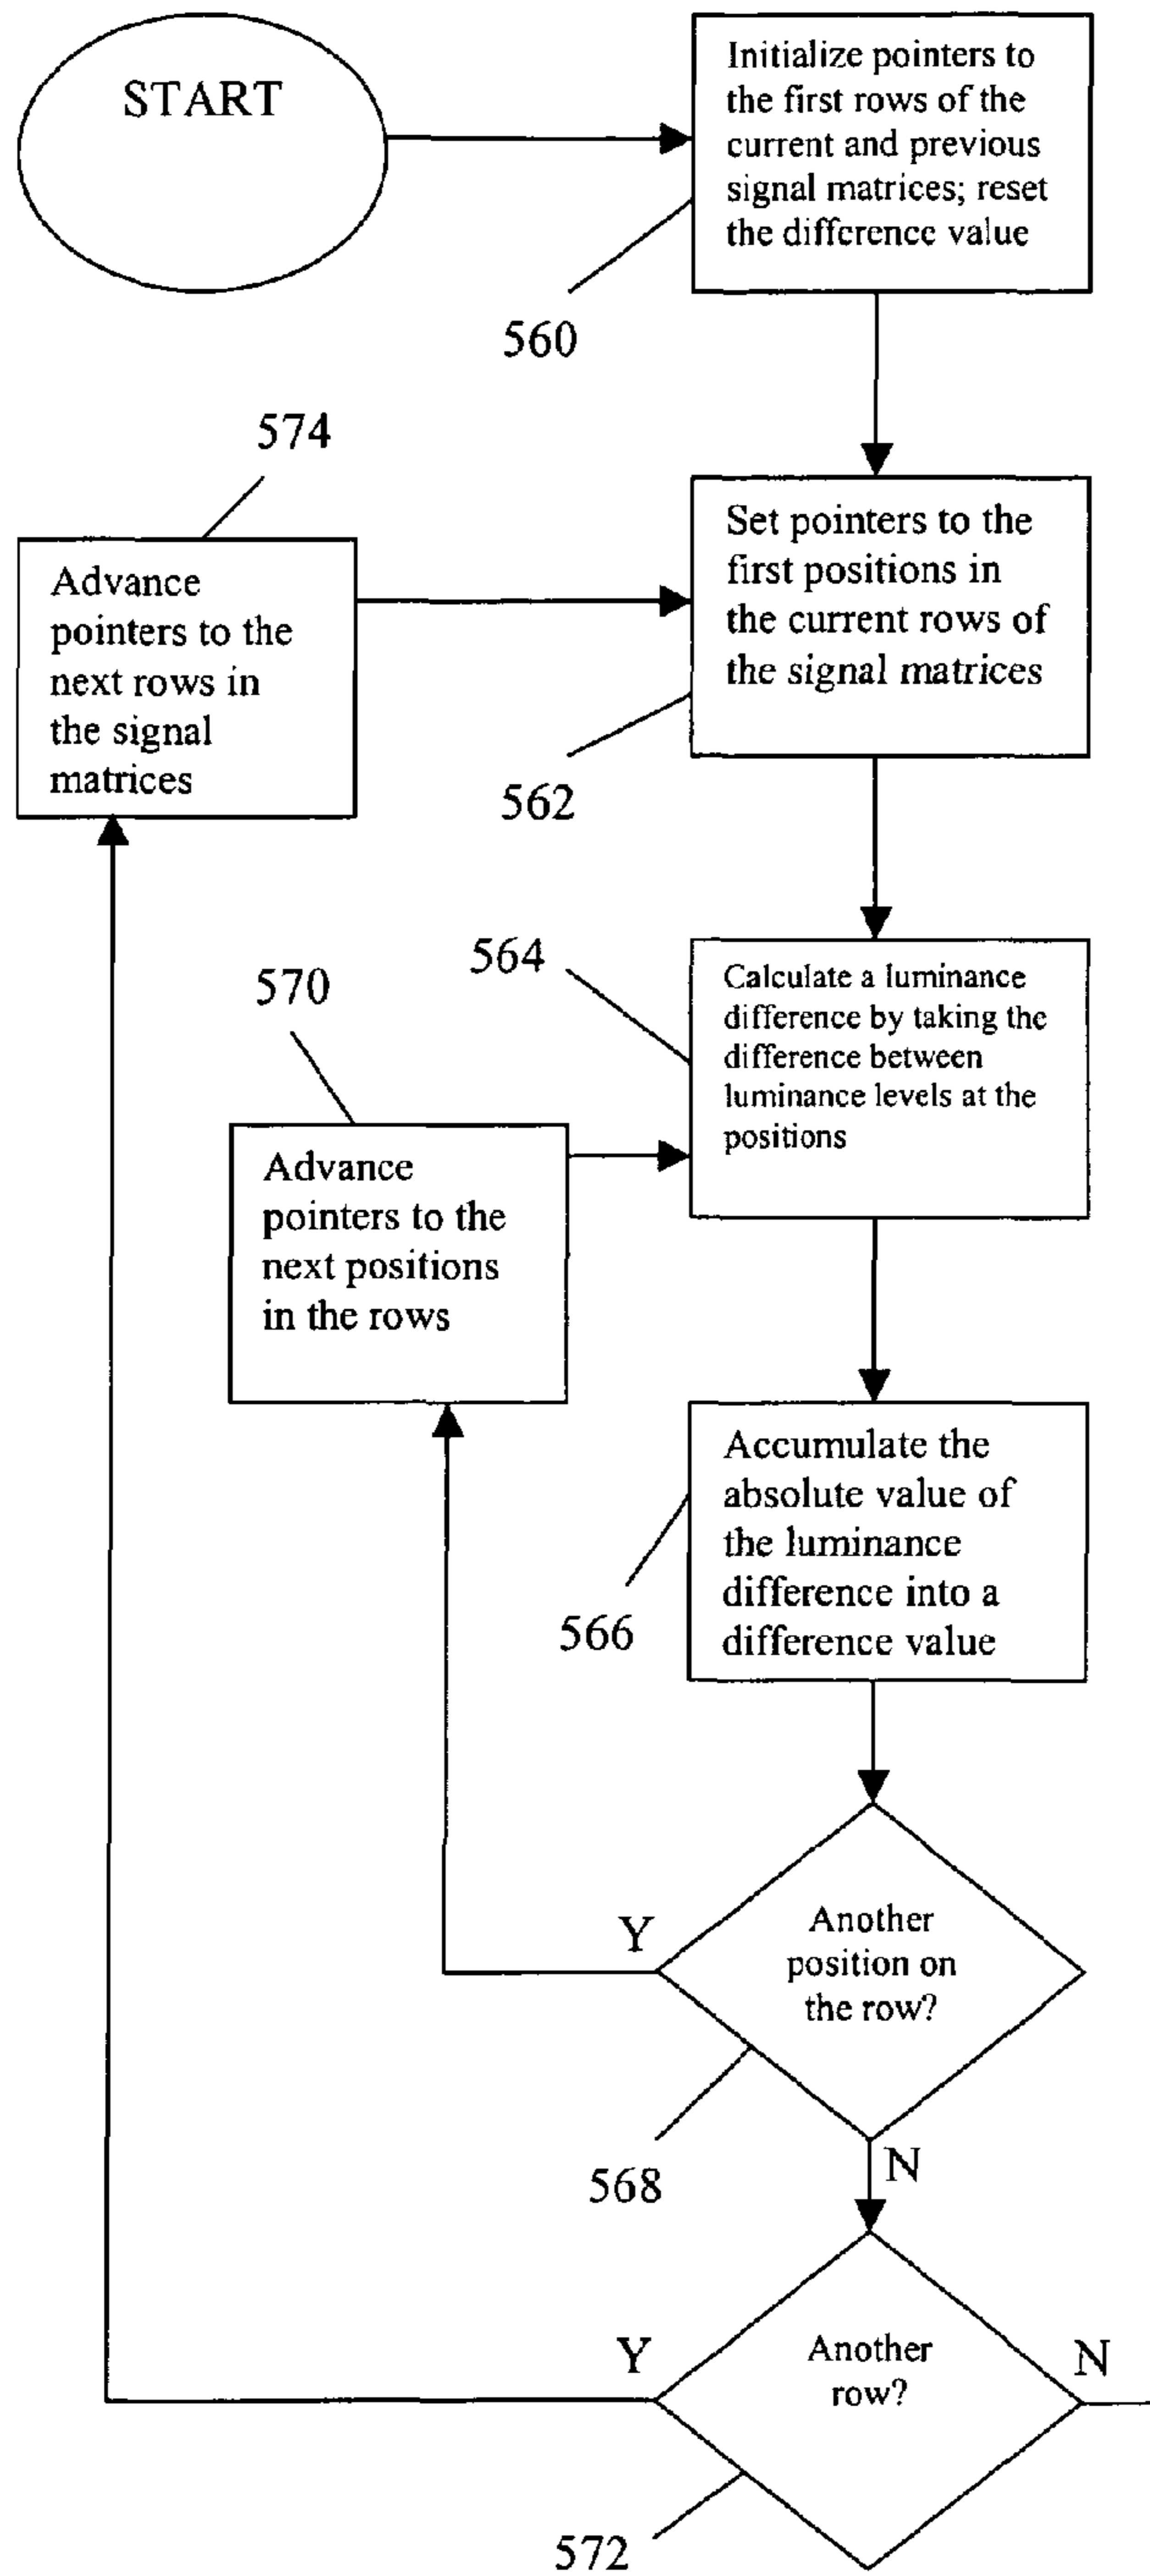 START
Initialize pointers to
the first rows of the
current and previous
signal matrices; reset
the difference value
560
574
Advance
pointers to the
next rows in
the signal
matrices
Set pointers to the
first positions in
the current rows of
the signal matrices
562
564
570
Calculate a luminance
difference by taking the
difference between
luminance levels at the
positions
Advance
pointers to the
next positions
in the rows
Accumulate the
absolute value of
the luminance
difference into a
difference value
566
Y
Another
position on
the row?
568
N
Y
Another
row?
N
572